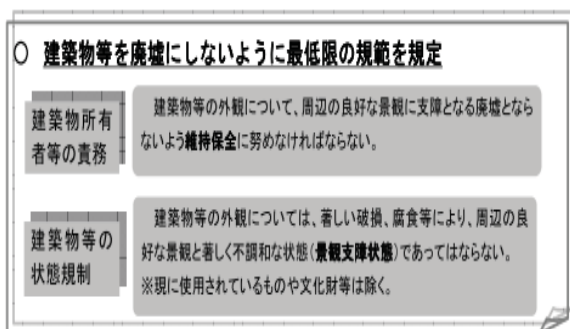 ○ 建築物等を廃墟にしないように最低限の規範を規定
建築物所有
者等の責務
建築物等の外観について、周辺の良好な景観に支障となる廃墟となら
ないよう維持保全に努めなければならない。
建築物等の
状態規制
建築物等の外観については、著しい破損、腐食等により、周辺の良
好な景観と著しく不調和な状態(景観支障状態)であってはならない。
※現に使用されているものや文化財等は除く。